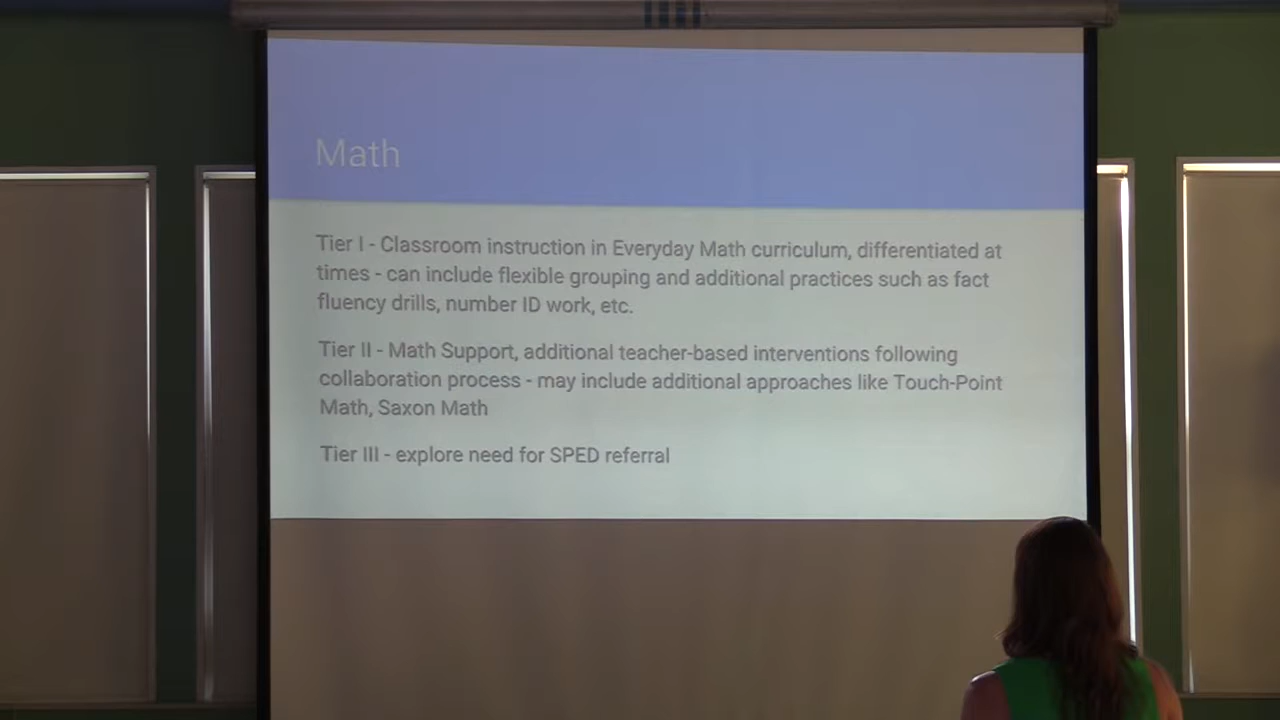 Math
Tier I - Classroom instruction in Everyday Math curriculum, differentiated at
times - can include flexible grouping and additional practices such as fact
fluency drills, number ID work, etc.
Tier II - Math Support, additional teacher-based interventions following
collaboration process - may include additional approaches like Touch-Point
Math, Saxon Math
Tier III - explore need for SPED referral